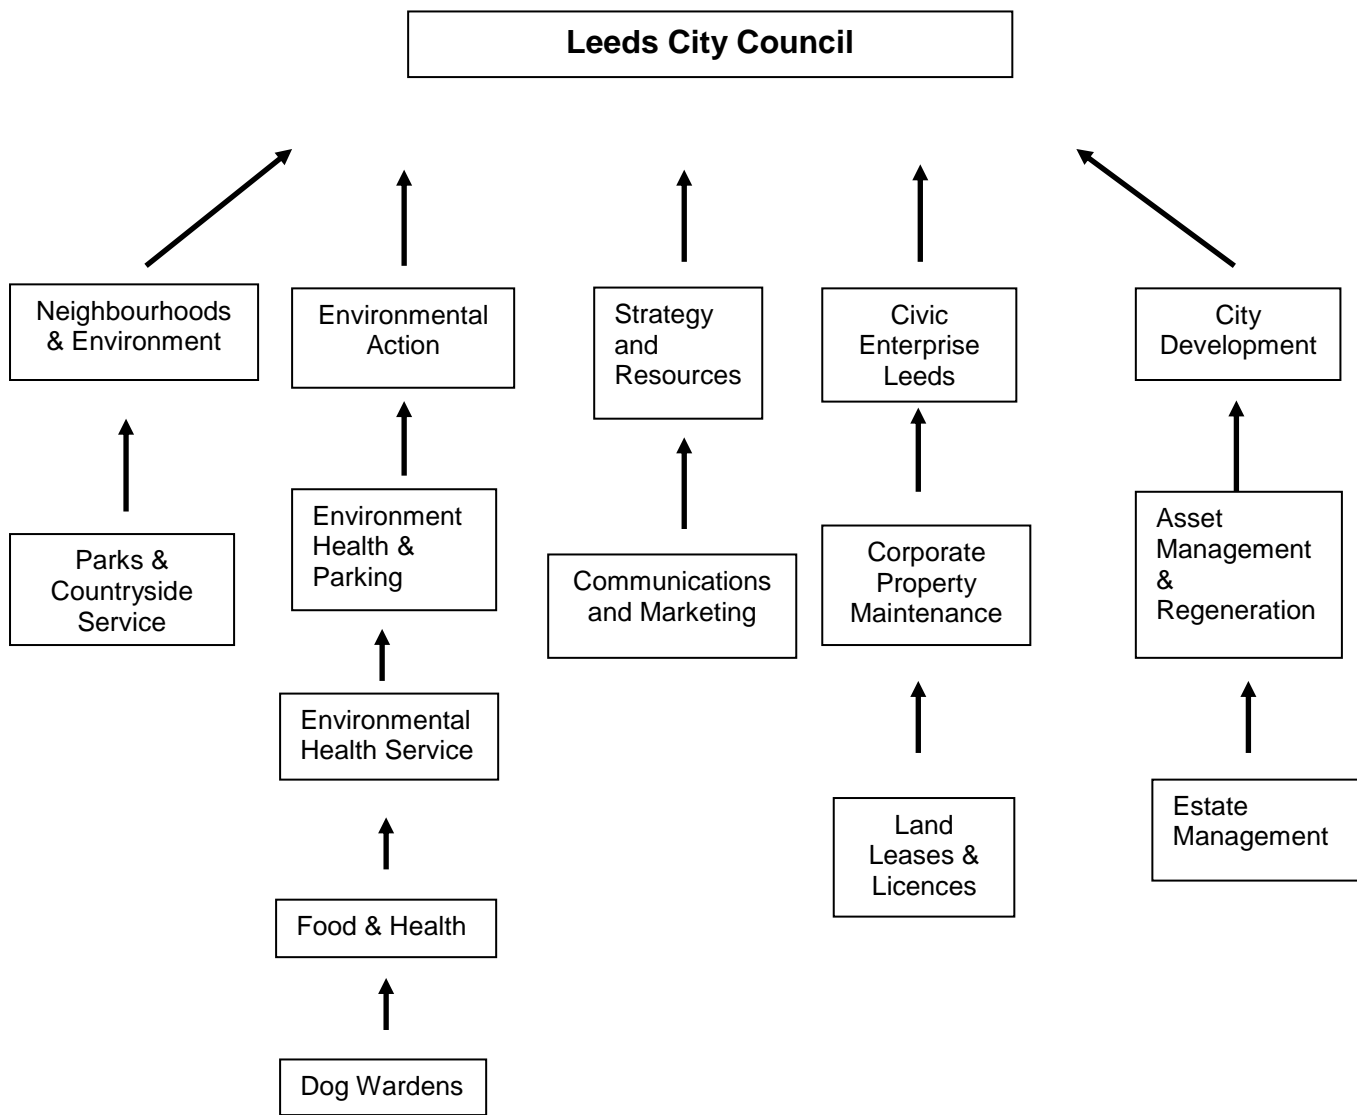 Leeds City Council
Neighbourhoods
& Environment
Environmental
Action
Strategy
and
Resources
Civic
Enterprise
Leeds
City
Development
Parks &
Countryside
Service
Environment
Health &
Parking
Communications
and Marketing
Corporate
Property
Maintenance
Asset
Management
&
Regeneration
Environmental
Health Service
Land
Leases &
Licences
Estate
Management
Food & Health
Dog Wardens